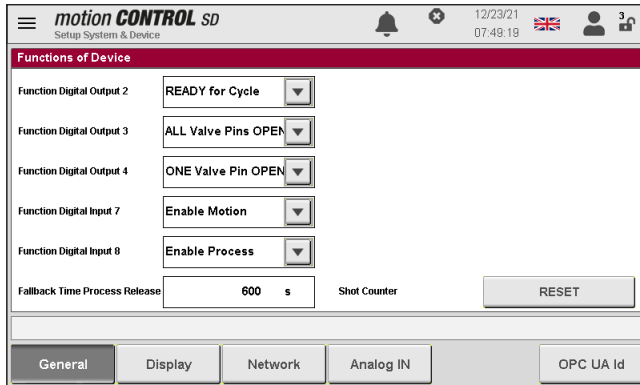 motion CONTROL SD
Setup System & Device
12/23/21
07:49:19
3
Functions of Device
Function Digital Output 2 READY for Cycle
Function Digital Output 3 ALL Valve Pins OPEN
Function Digital Output 4 ONE Valve Pin OPEN
Function Digital Input 7 Enable Motion
Function Digital Input 8 Enable Process
Fallback Time Process Release 600 s Shot Counter RESET
General Display Network Analog IN OPC UA Id